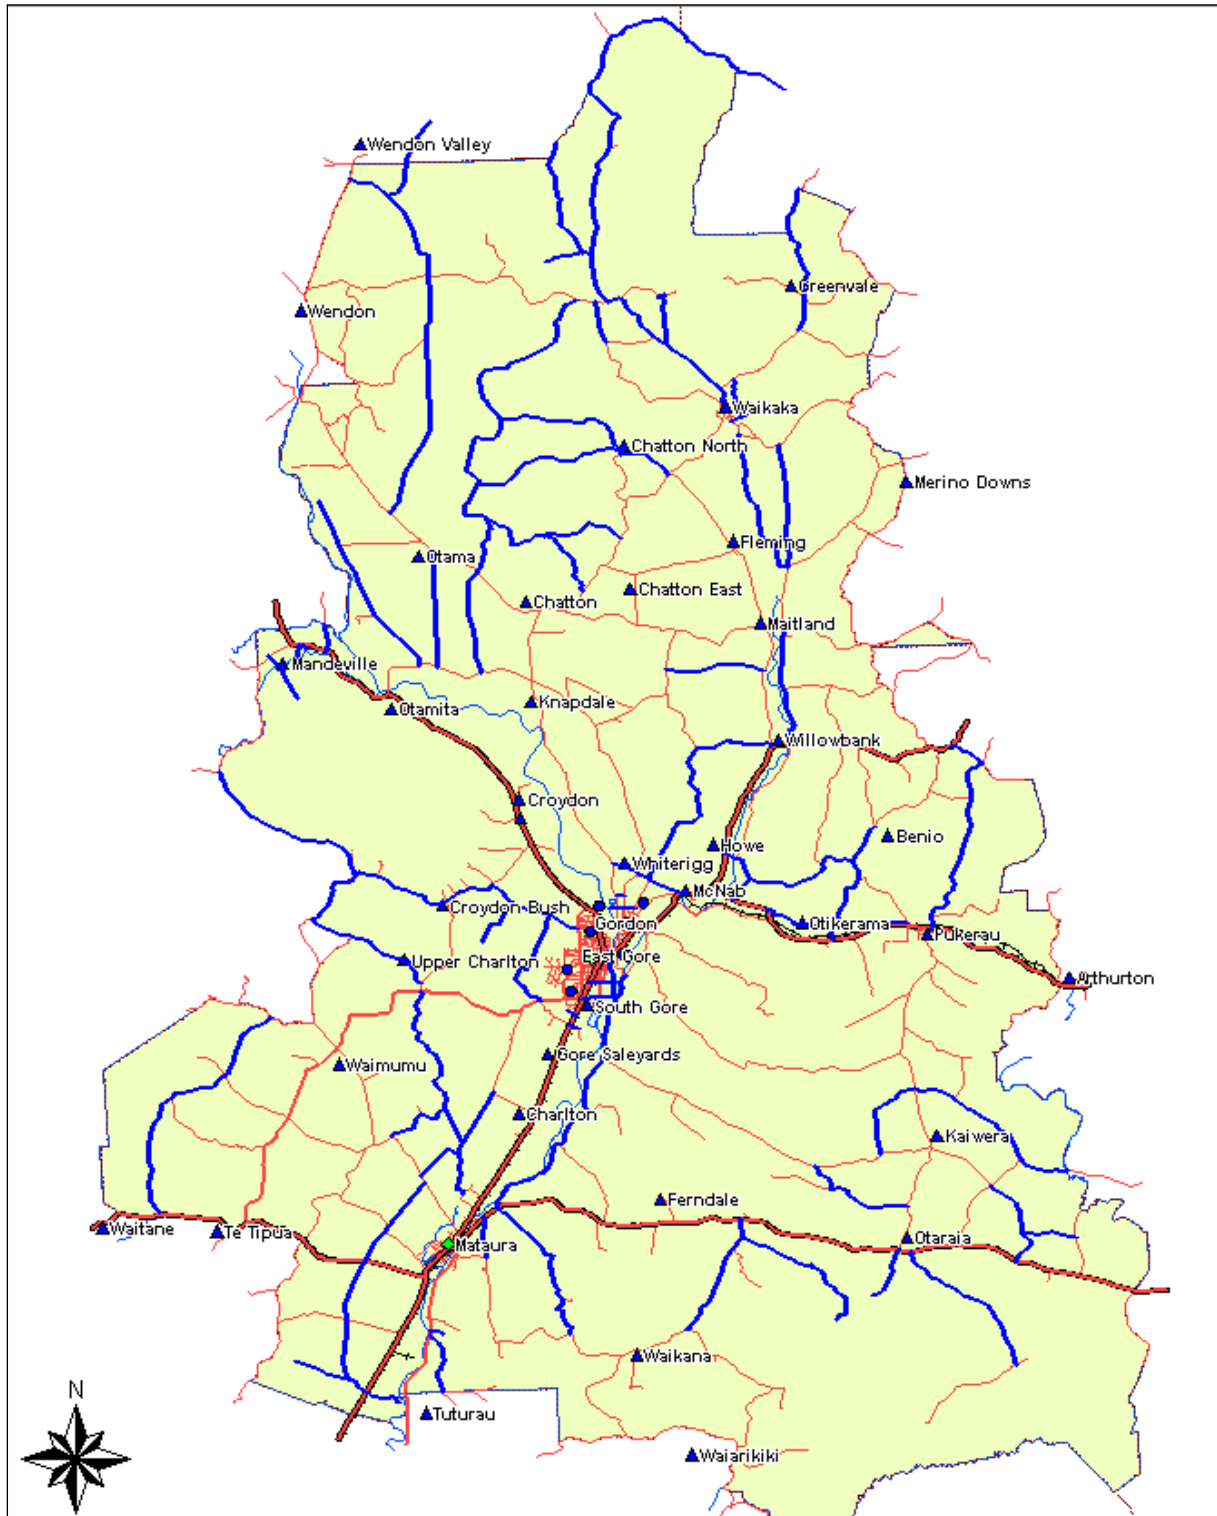 Wendon Valley
Greenvale
Wendon
Waikaka
Chatton North
Merino Downs
Fleming
Otama
Chatton East
Chatton
Maitland
Mandeville
Knapdale
Otamita
Willowbank
Croydon
Benio
Howe
Whiterigg
McNab
Croydon Bush
Gordon
Otikerama
Pukerau
East Gore
Upper Charlton
Arthurton
South Gore
Gore Saleyards
Waimumu
Charlton
Kaiwera
Ferndale
Waitane
Te Tipua
Otaraia
Mataura
Waikana
N
Tuturau
Waiarikiki